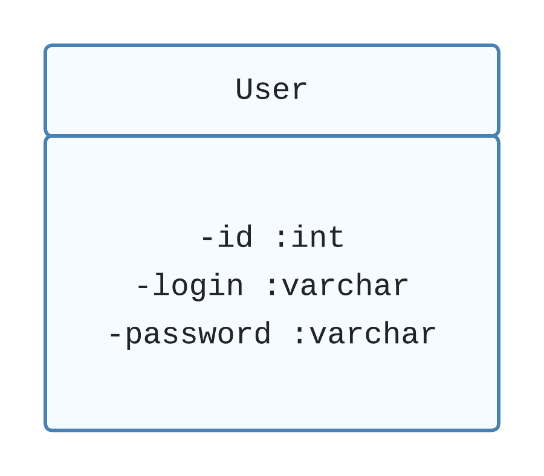 User
-id :int
-login :varchar
-password :varchar